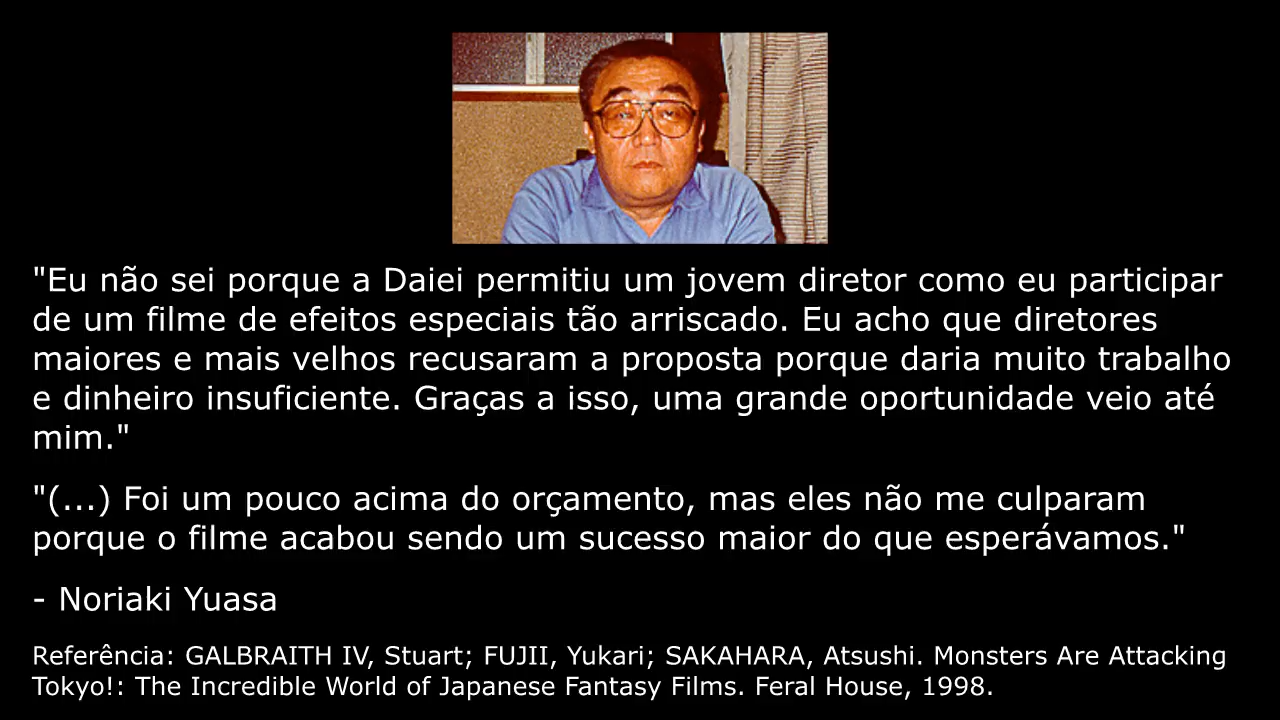 "Eu não sei porque a Daiei permitiu um jovem diretor como eu participar
de um filme de efeitos especiais tão arriscado. Eu acho que diretores
maiores e mais velhos recusaram a proposta porque daria muito trabalho
e dinheiro insuficiente. Graças a isso, uma grande oportunidade veio até
mim."
"(...) Foi um pouco acima do orçamento, mas eles não me culparam
porque o filme acabou sendo um sucesso maior do que esperávamos."
- Noriaki Yuasa
Referência: GALBRAITH IV, Stuart; FUJII, Yukari; SAKAHARA, Atsushi. Monsters Are Attacking
Tokyo!: The Incredible World of Japanese Fantasy Films. Feral House, 1998.